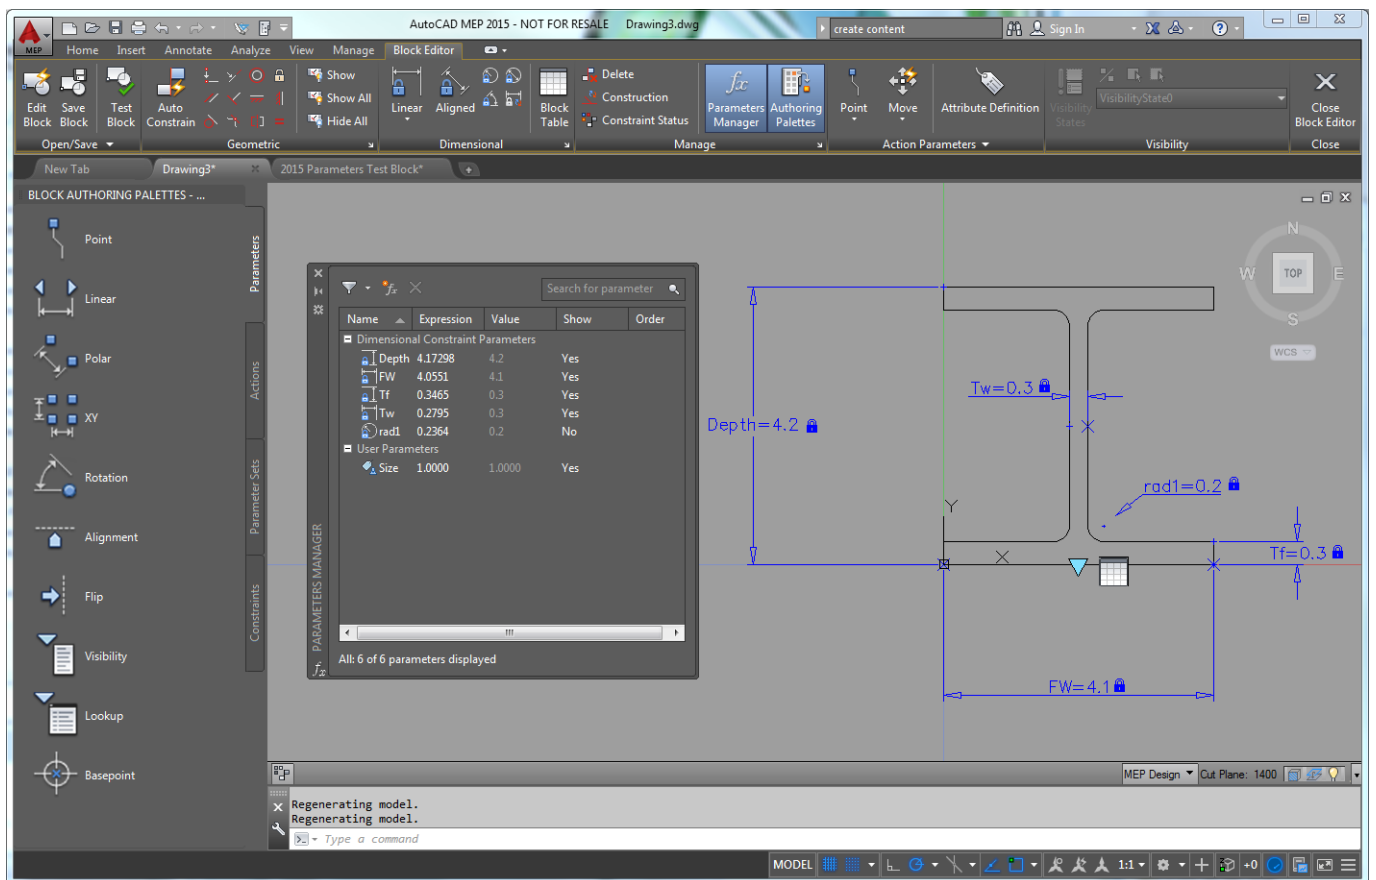 AutoCAD MEP 2015 - NOT FOR RESALE Drawing3.dwg
create content
Sign In
MEP
Home Insert Annotate Analyze View Manage Block Editor
Edit Block
Save Block
Test Block
Auto Constrain
Show
Show All
Hide All
Linear
Aligned
Block Table
Delete
Construction
Constraint Status
Parameters Manager
Authoring Palettes
Point
Move
Attribute Definition
Visibility States
VisibilityState0
Close Block Editor
Open/Save Geometric Dimensional Manage Action Parameters Visibility Close
New Tab Drawing3* 2015 Parameters Test Block*
BLOCK AUTHORING PALETTES - ...
Point
Linear
Polar
XY
Rotation
Alignment
Flip
Visibility
Lookup
Basepoint
Parameters
Actions
Parameter Sets
Constraints
PARAMETERS MANAGER
fx
Search for parameter
Name Expression Value Show Order
Dimensional Constraint Parameters
Depth 4.17298 4.2 Yes
FW 4.0551 4.1 Yes
Tf 0.3465 0.3 Yes
Tw 0.2795 0.3 Yes
rad1 0.2364 0.2 No
User Parameters
Size 1.0000 1.0000 Yes
All: 6 of 6 parameters displayed
N
W TOP E
S
WCS
Tw=0.3
Depth=4.2
rad1=0.2
Y
X
Tf=0.3
FW=4.1
MEP Design Cut Plane: 1400
Regenerating model.
Regenerating model.
Type a command
MODEL 1:1 +0